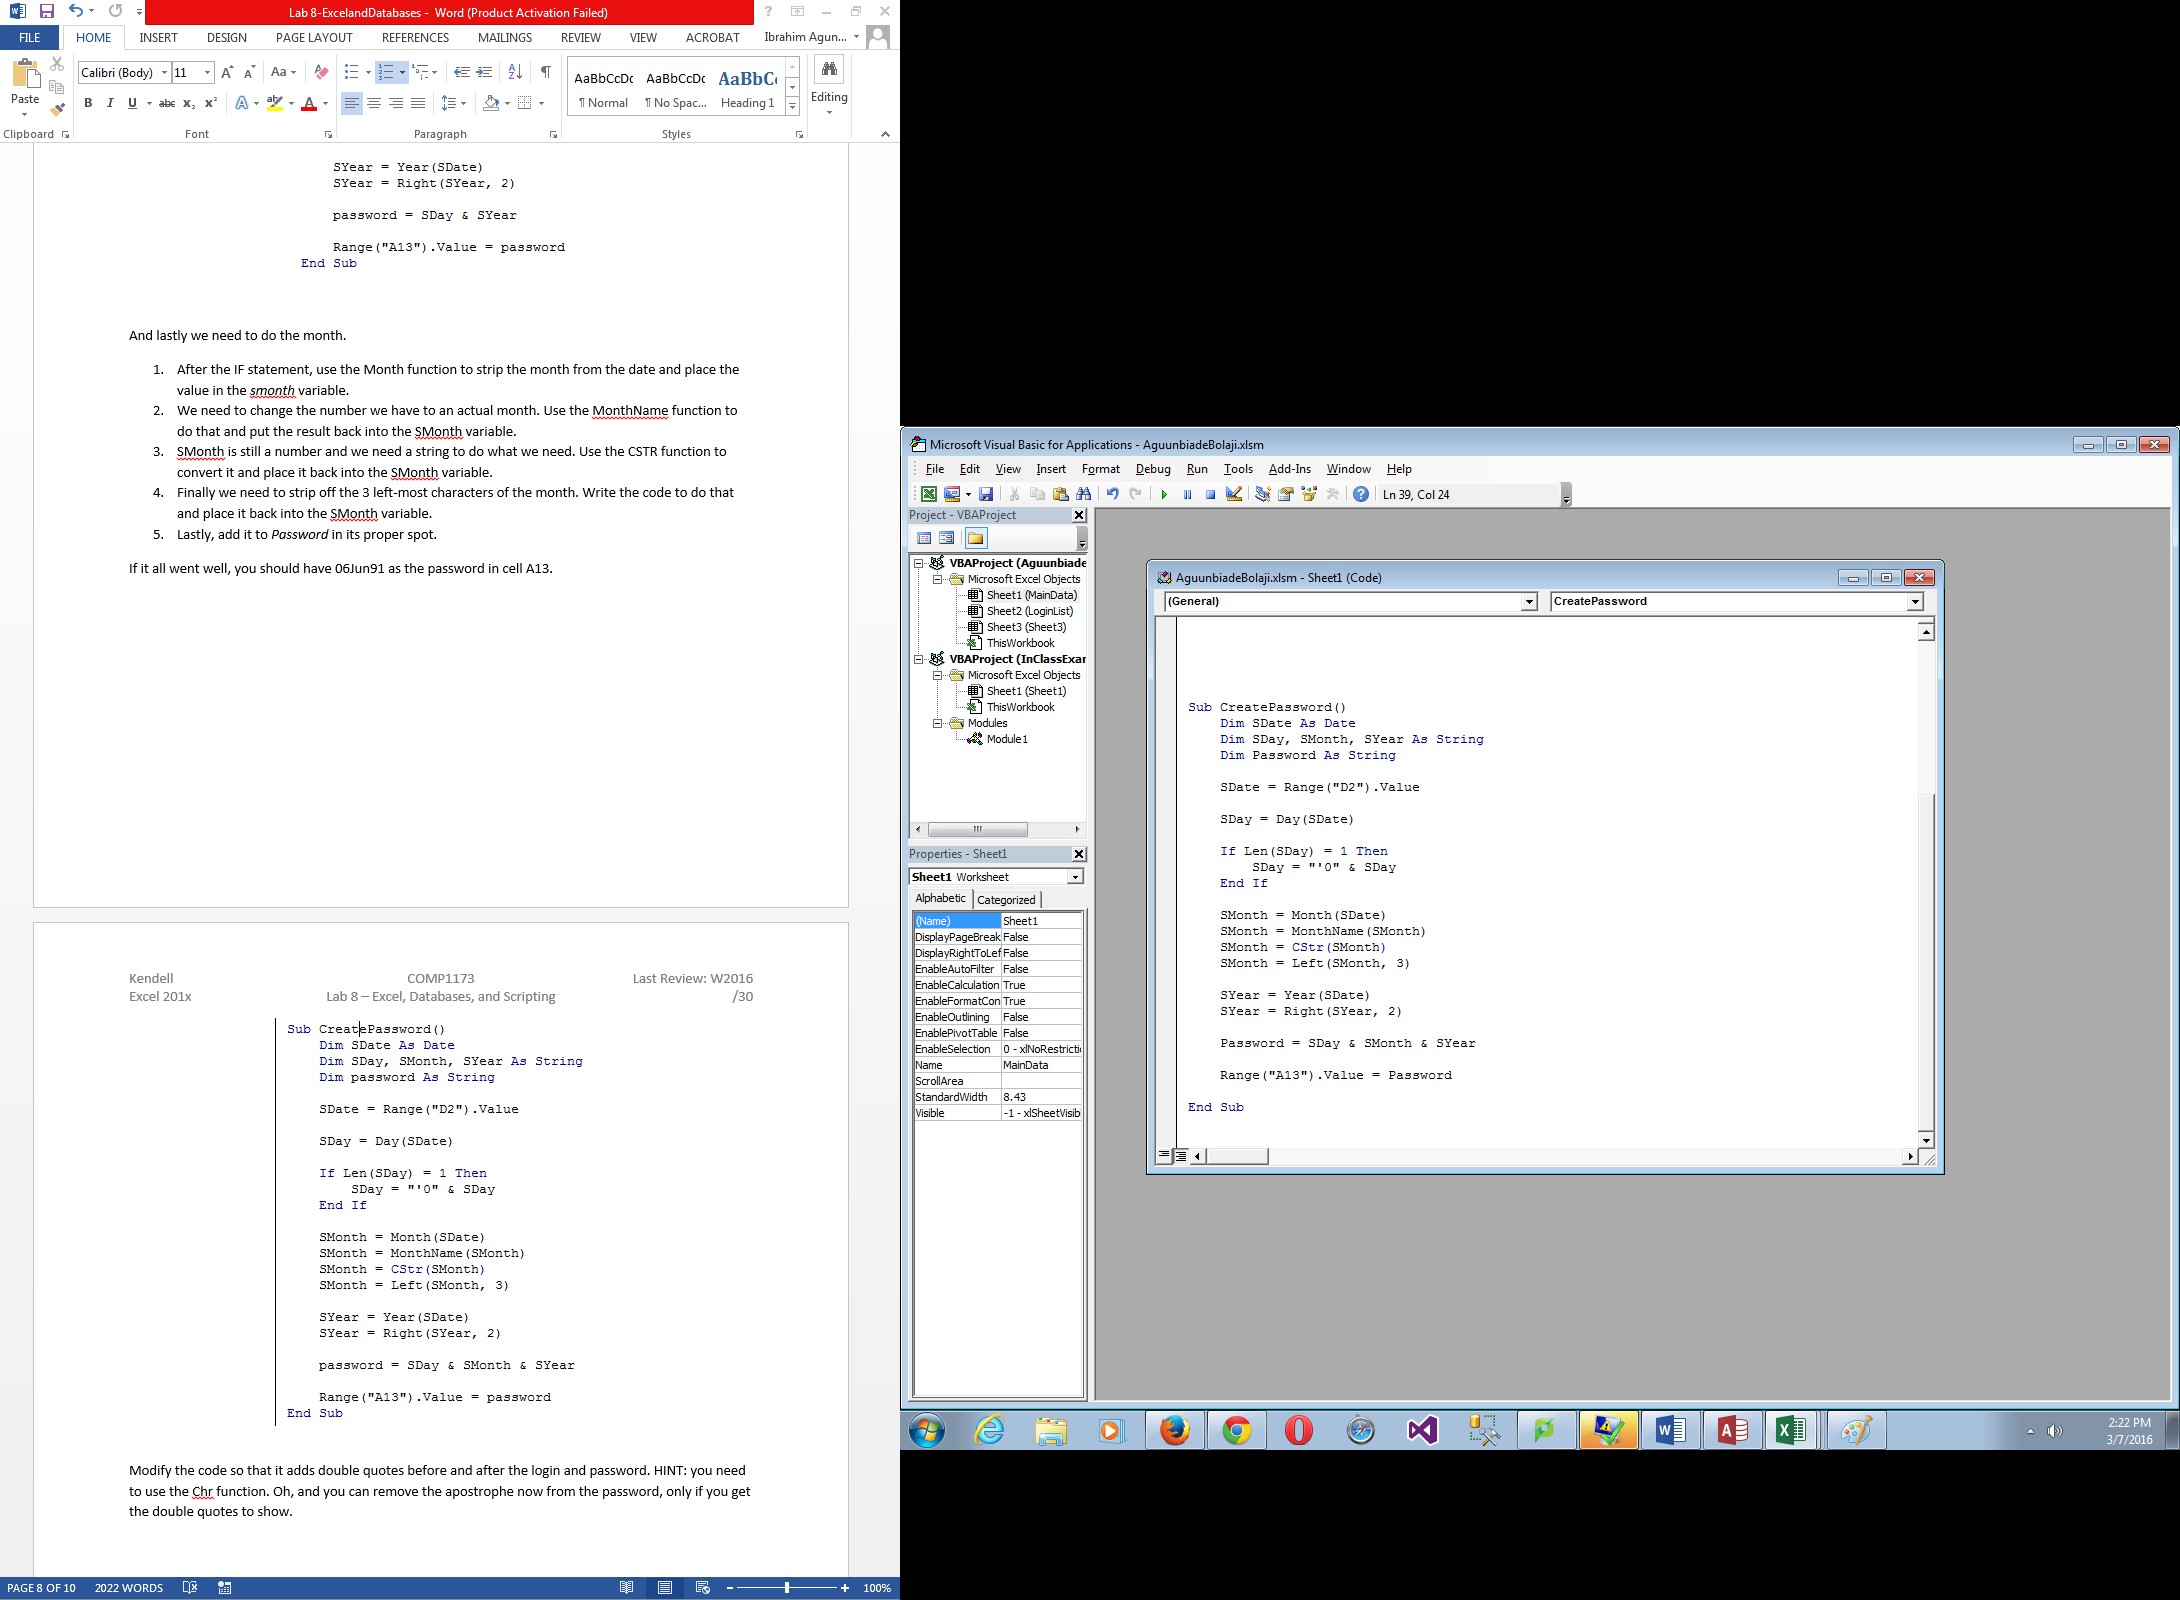 Lab 8-ExcelandDatabases - Word (Product Activation Failed)
FILE HOME INSERT DESIGN PAGE LAYOUT REFERENCES MAILINGS REVIEW VIEW ACROBAT Ibrahim Agun...
Calibri (Body) 11 Aa AaBbCcDc AaBbCcDc AaBbC
Paste B I U abc x₂ x² A ab A ¶ Normal ¶ No Spac... Heading 1 Editing
Clipboard Font Paragraph Styles
SYear = Year(SDate)
SYear = Right(SYear, 2)
password = SDay & SYear
Range("A13").Value = password
End Sub
And lastly we need to do the month.
1. After the IF statement, use the Month function to strip the month from the date and place the
value in the smonth variable.
2. We need to change the number we have to an actual month. Use the MonthName function to
do that and put the result back into the SMonth variable.
3. SMonth is still a number and we need a string to do what we need. Use the CSTR function to
convert it and place it back into the SMonth variable.
4. Finally we need to strip off the 3 left-most characters of the month. Write the code to do that
and place it back into the SMonth variable.
5. Lastly, add it to Password in its proper spot.
If it all went well, you should have 06Jun91 as the password in cell A13.
Kendell COMP1173 Last Review: W2016
Excel 201x Lab 8 – Excel, Databases, and Scripting /30
Sub CreatePassword()
Dim SDate As Date
Dim SDay, SMonth, SYear As String
Dim password As String
SDate = Range("D2").Value
SDay = Day(SDate)
If Len(SDay) = 1 Then
SDay = "'0" & SDay
End If
SMonth = Month(SDate)
SMonth = MonthName(SMonth)
SMonth = CStr(SMonth)
SMonth = Left(SMonth, 3)
SYear = Year(SDate)
SYear = Right(SYear, 2)
password = SDay & SMonth & SYear
Range("A13").Value = password
End Sub
Modify the code so that it adds double quotes before and after the login and password. HINT: you need
to use the Chr function. Oh, and you can remove the apostrophe now from the password, only if you get
the double quotes to show.
PAGE 8 OF 10 2022 WORDS 100%
Microsoft Visual Basic for Applications - AguunbiadeBolaji.xlsm
File Edit View Insert Format Debug Run Tools Add-Ins Window Help
Ln 39, Col 24
Project - VBAProject
VBAProject (Aguunbiade
Microsoft Excel Objects
Sheet1 (MainData)
Sheet2 (LoginList)
Sheet3 (Sheet3)
ThisWorkbook
VBAProject (InClassExar
Microsoft Excel Objects
Sheet1 (Sheet1)
ThisWorkbook
Modules
Module1
Properties - Sheet1
Sheet1 Worksheet
Alphabetic Categorized
(Name) Sheet1
DisplayPageBreak False
DisplayRightToLef False
EnableAutoFilter False
EnableCalculation True
EnableFormatCon True
EnableOutlining False
EnablePivotTable False
EnableSelection 0 - xlNoRestricti
Name MainData
ScrollArea
StandardWidth 8.43
Visible -1 - xlSheetVisib
AguunbiadeBolaji.xlsm - Sheet1 (Code)
(General) CreatePassword
Sub CreatePassword()
Dim SDate As Date
Dim SDay, SMonth, SYear As String
Dim Password As String
SDate = Range("D2").Value
SDay = Day(SDate)
If Len(SDay) = 1 Then
SDay = "'0" & SDay
End If
SMonth = Month(SDate)
SMonth = MonthName(SMonth)
SMonth = CStr(SMonth)
SMonth = Left(SMonth, 3)
SYear = Year(SDate)
SYear = Right(SYear, 2)
Password = SDay & SMonth & SYear
Range("A13").Value = Password
End Sub
2:22 PM
3/7/2016